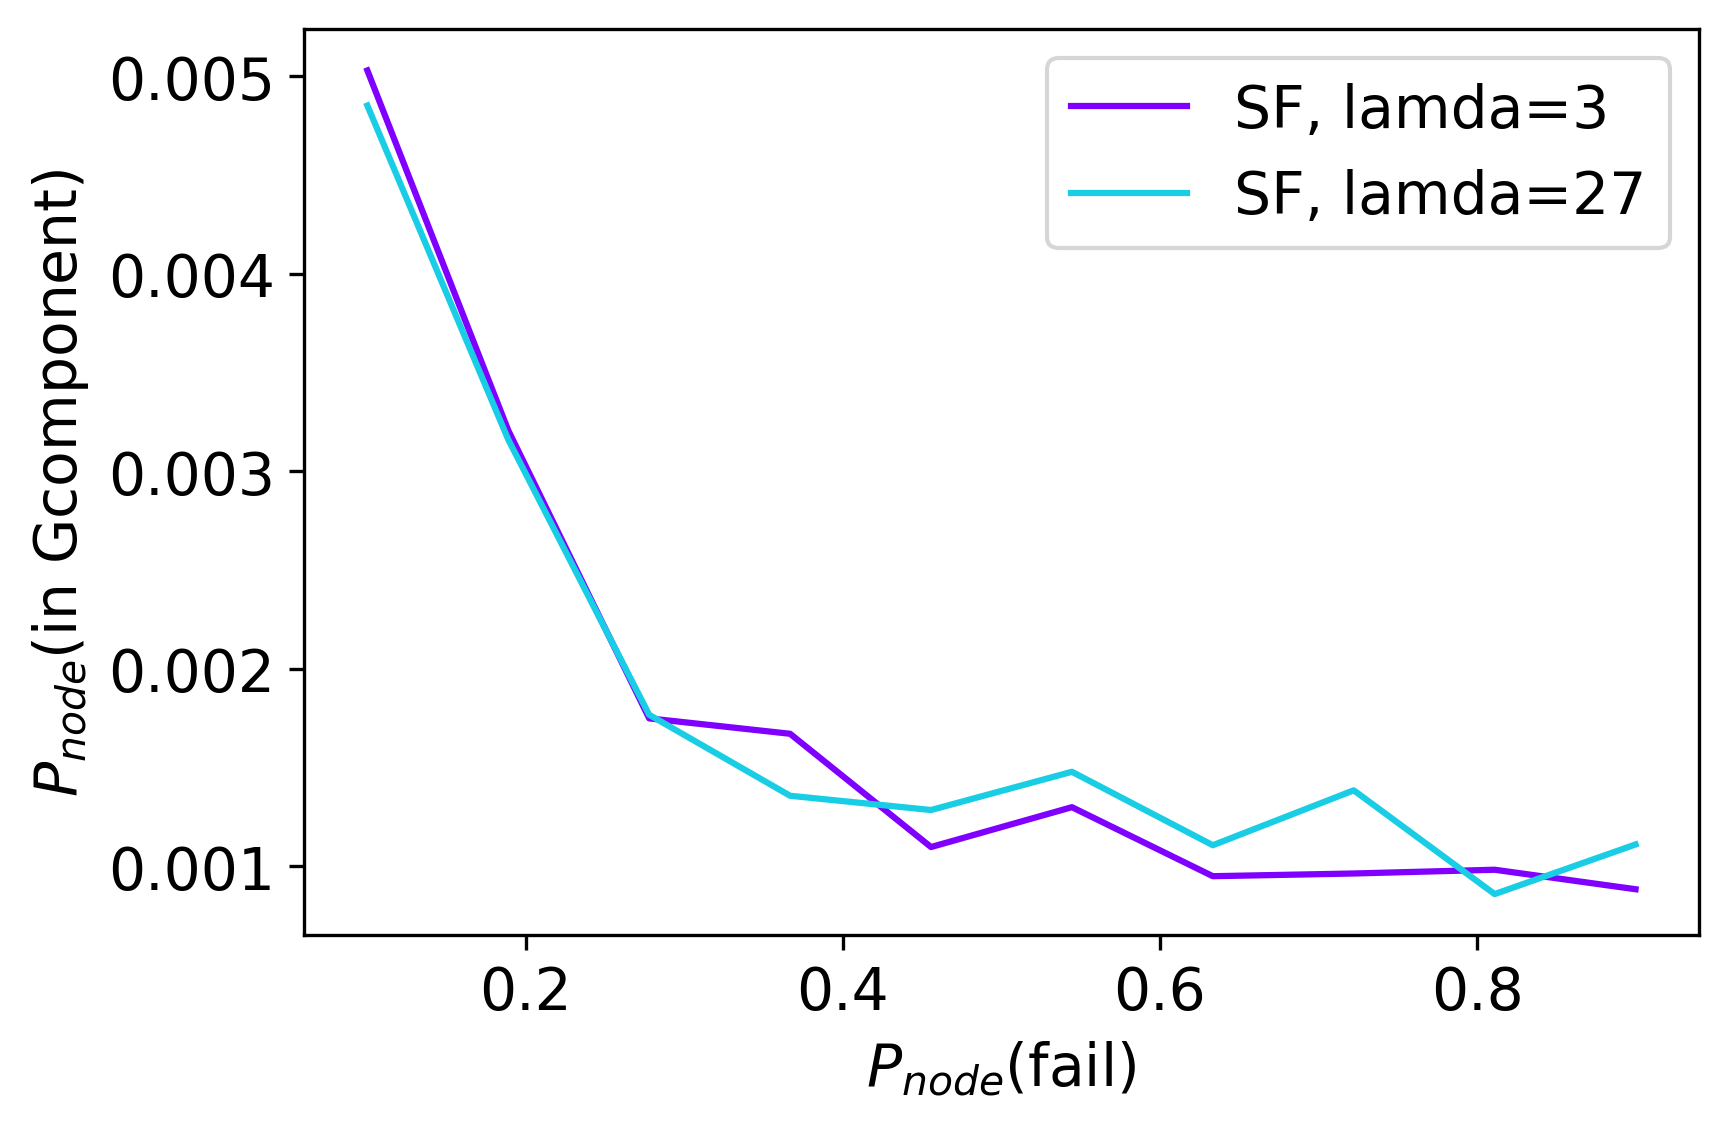 SF, lamda=3
SF, lamda=27
0.005
0.004
0.003
0.002
0.001
P_node(in Gcomponent)
0.2 0.4 0.6 0.8
P_node(fail)